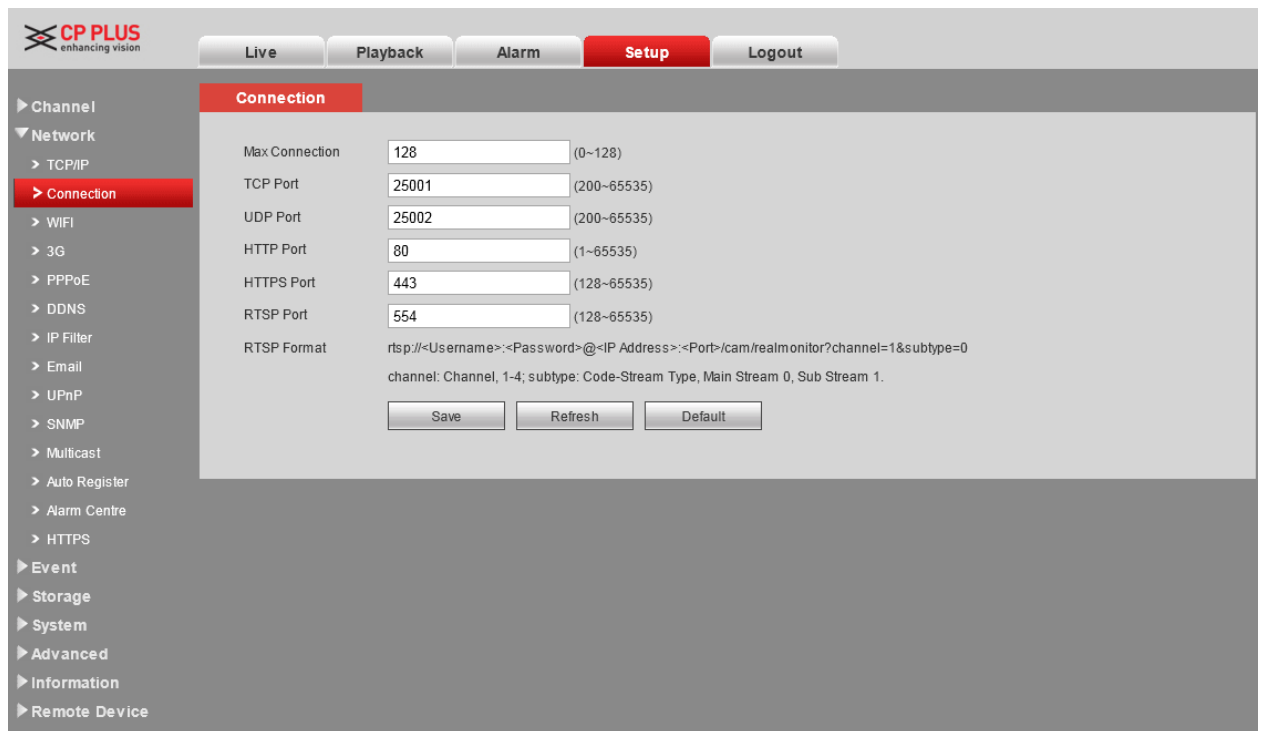 CP PLUS
enhancing vision
Live
Playback
Alarm
Setup
Logout
Channel
Network
> TCP/IP
> Connection
> WIFI
> 3G
> PPPoE
> DDNS
> IP Filter
> Email
> UPnP
> SNMP
> Multicast
> Auto Register
> Alarm Centre
> HTTPS
Event
Storage
System
Advanced
Information
Remote Device
Connection
Max Connection 128 (0~128)
TCP Port 25001 (200~65535)
UDP Port 25002 (200~65535)
HTTP Port 80 (1~65535)
HTTPS Port 443 (128~65535)
RTSP Port 554 (128~65535)
RTSP Format rtsp://<Username>:<Password>@<IP Address>:<Port>/cam/realmonitor?channel=1&subtype=0
channel: Channel, 1-4; subtype: Code-Stream Type, Main Stream 0, Sub Stream 1.
Save Refresh Default